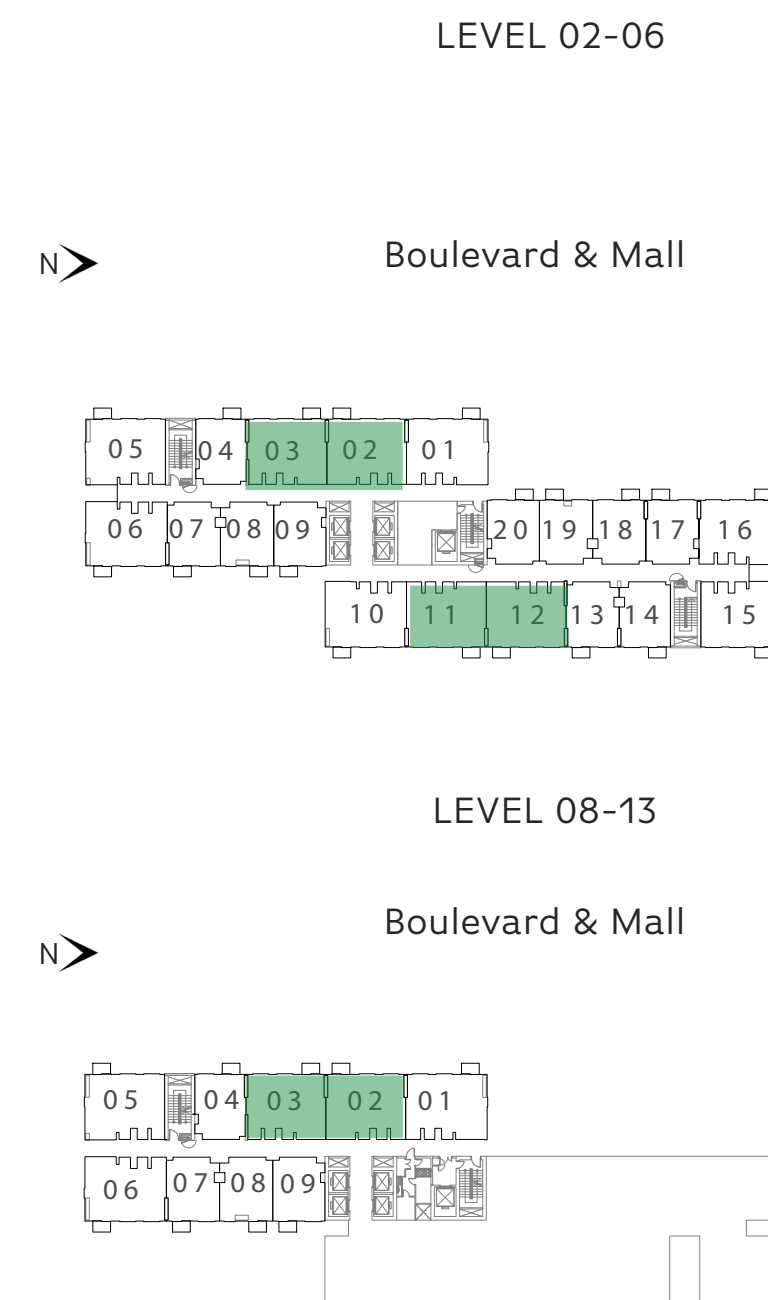 LEVEL 02-06
N
Boulevard & Mall
05 04 03 02 01
06 07 08 09 20 19 18 17 16
10 11 12 13 14 15
LEVEL 08-13
Boulevard & Mall
N
05 04 03 02 01
06 07 08 09